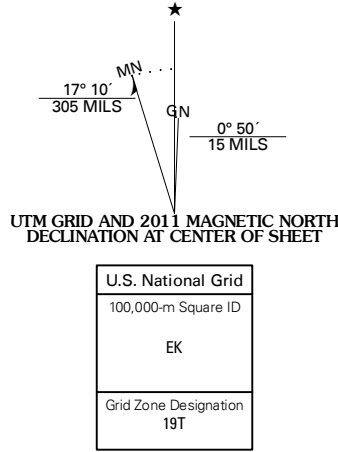 ★
MN
17° 10´
305 MILS
GN
0° 50´
15 MILS
UTM GRID AND 2011 MAGNETIC NORTH
DECLINATION AT CENTER OF SHEET
U.S. National Grid
100,000-m Square ID
EK
Grid Zone Designation
19T